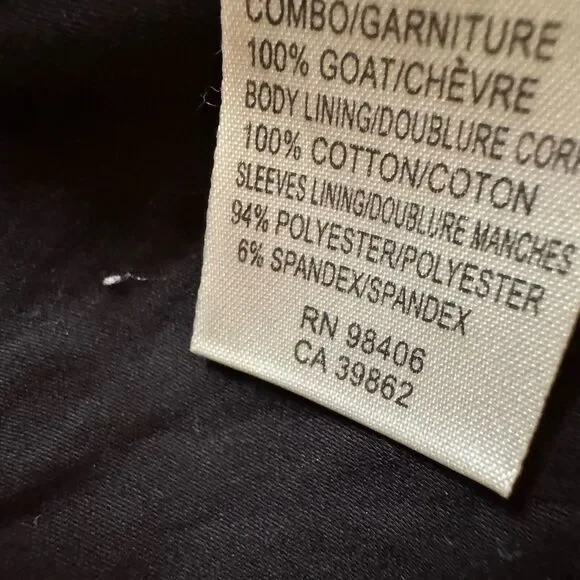 COMBO/GARNITURE
100% GOAT/CHÈVRE
BODY LINING/DOUBLURE
100% COTTON/COTON
SLEEVES LINING/DOUBLURE MANCHES
94% POLYESTER/POLYESTER
6% SPANDEX/SPANDEX
RN 98406
CA 39862